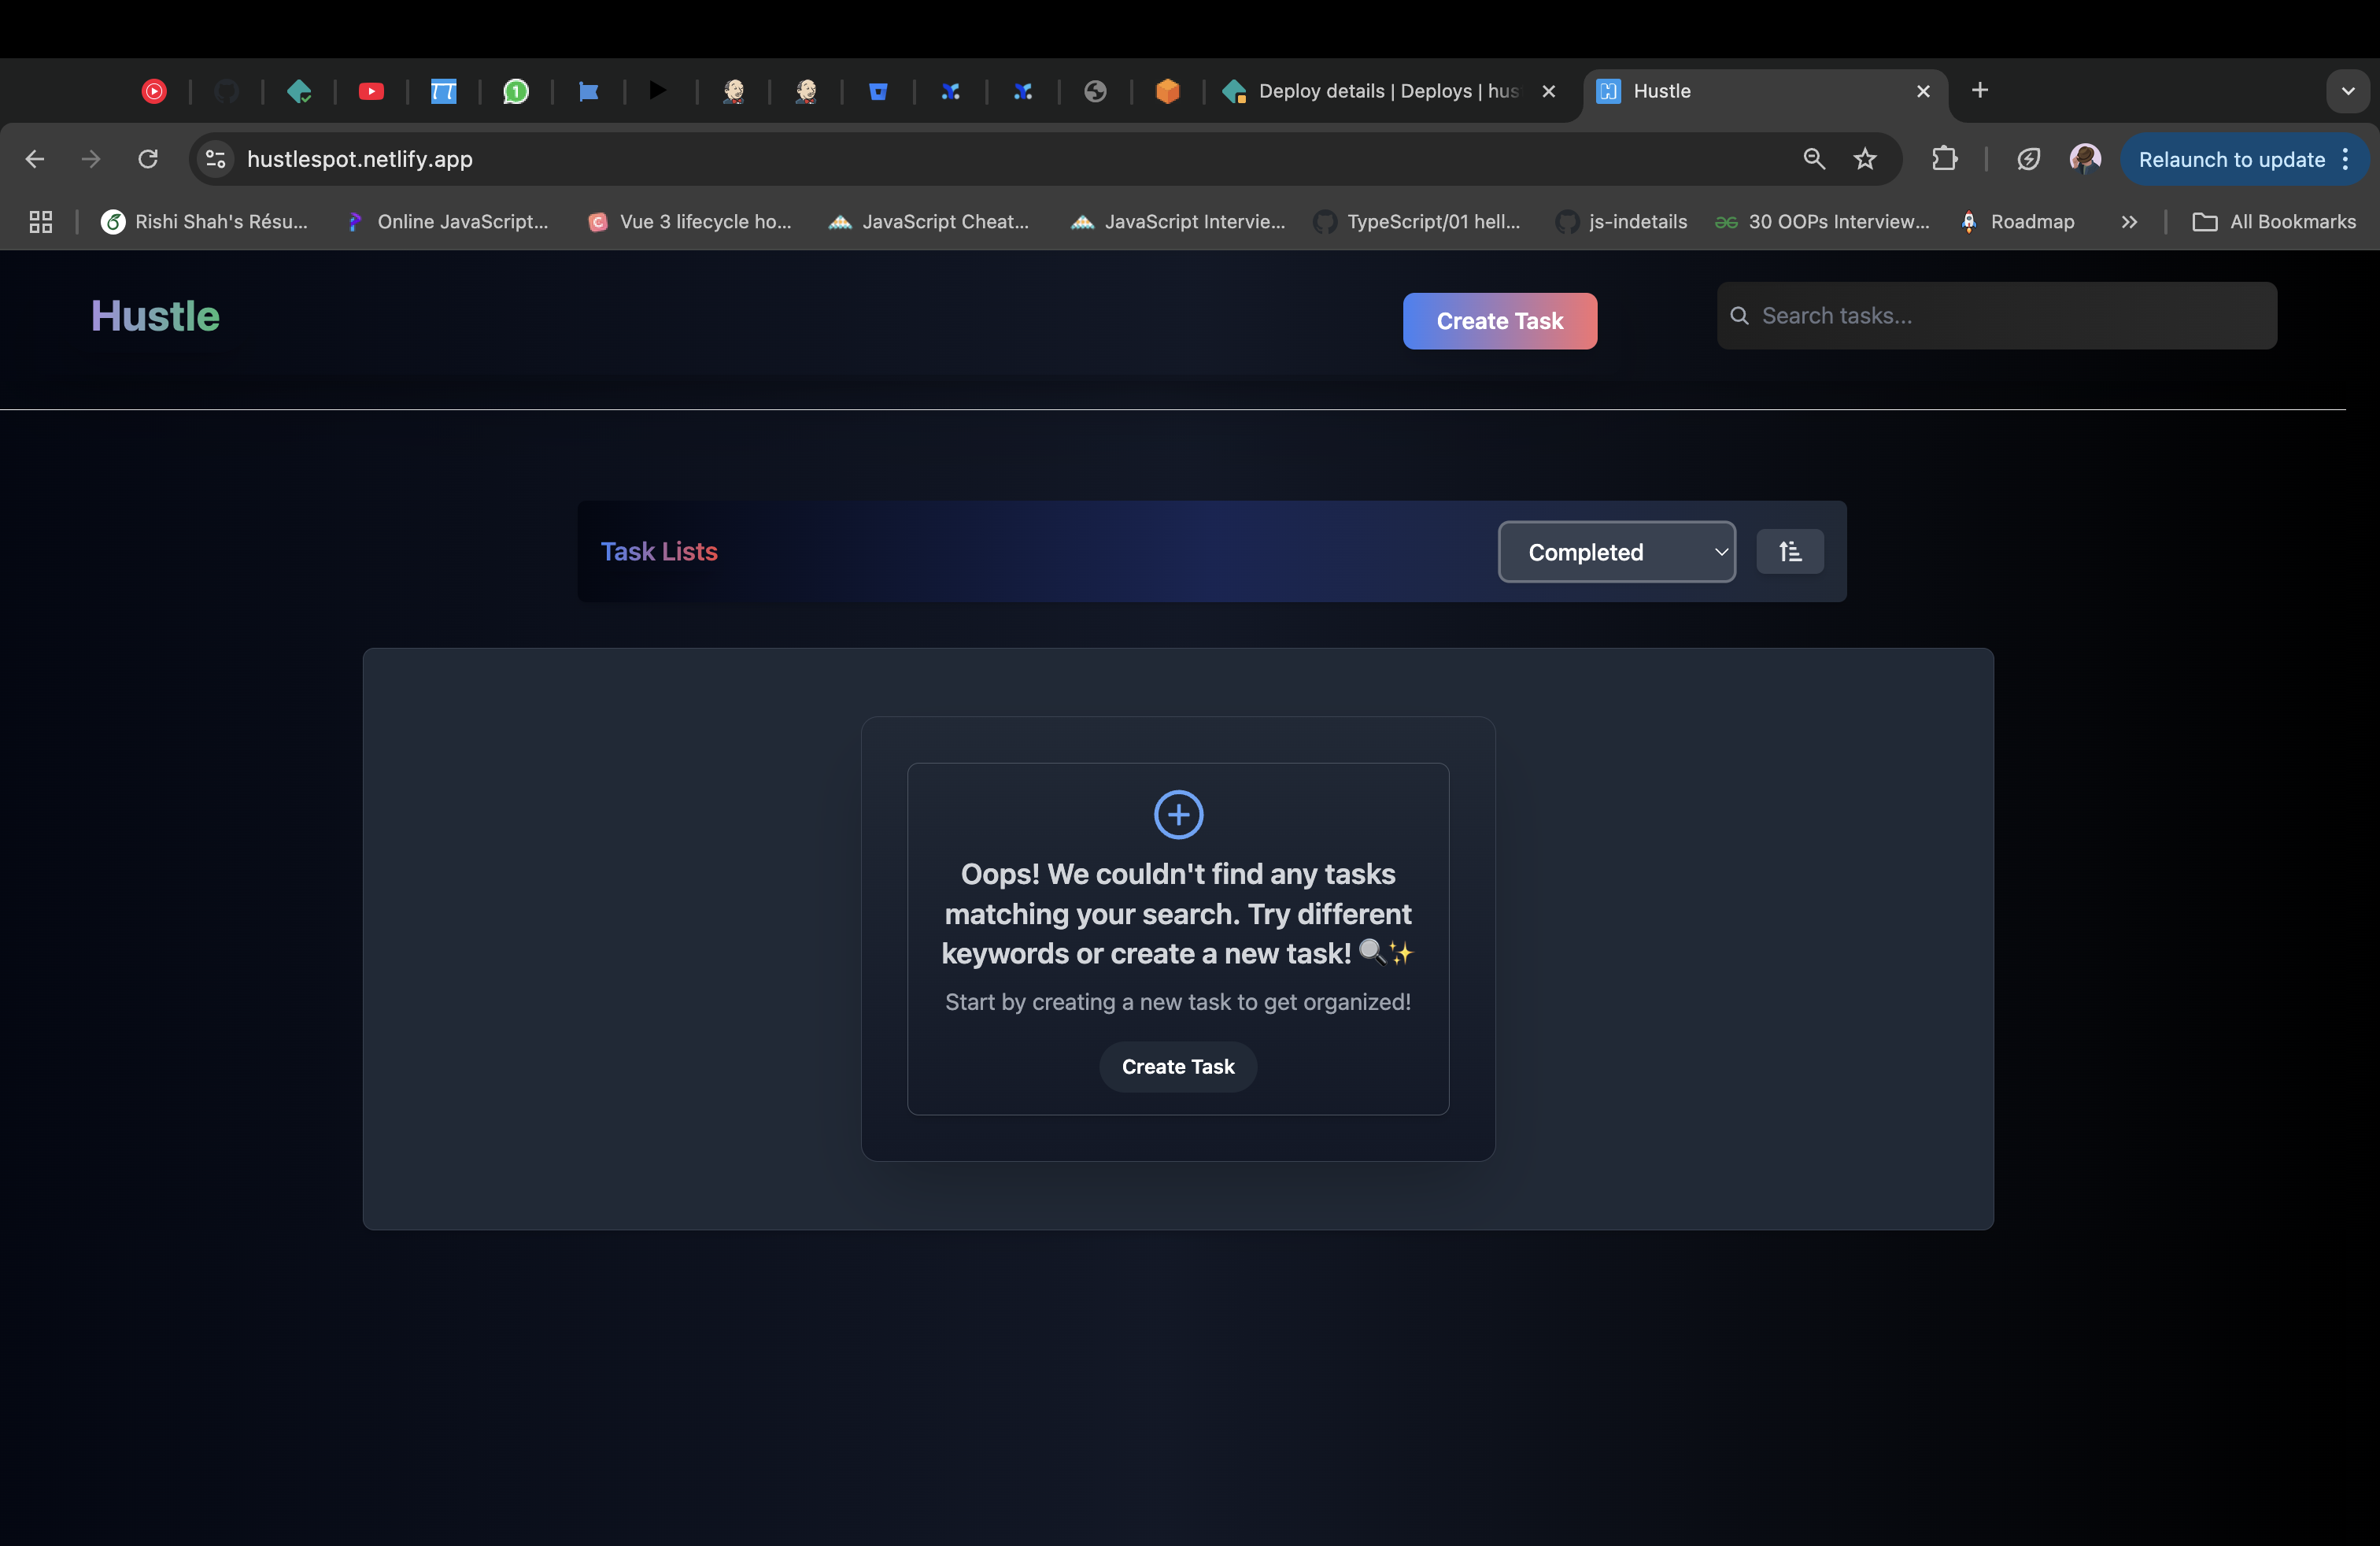 Deploy details | Deploys | hus
Hustle
hustlespot.netlify.app
Relaunch to update
Rishi Shah's Résu...
Online JavaScript...
Vue 3 lifecycle ho...
JavaScript Cheat...
JavaScript Intervie...
TypeScript/01 hell...
js-indetails
30 OOPs Interview...
Roadmap
All Bookmarks
Hustle
Create Task
Search tasks...
Task Lists
Completed
Oops! We couldn't find any tasks
matching your search. Try different
keywords or create a new task! 🔍✨
Start by creating a new task to get organized!
Create Task